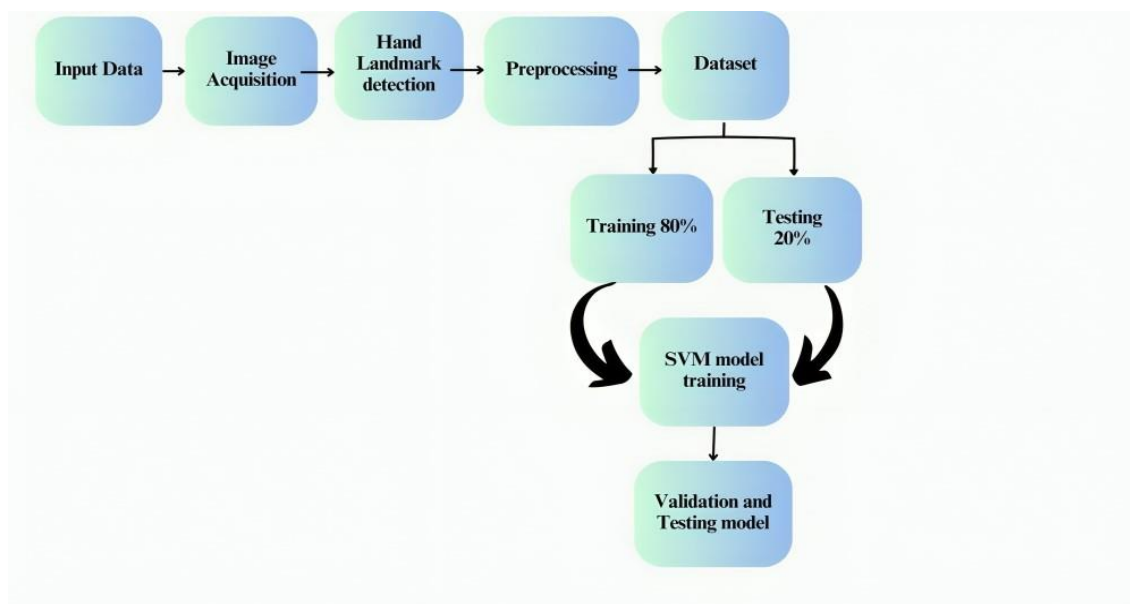 Input Data
Image
Acquisition
Hand
Landmark
detection
Preprocessing
Dataset
Training 80%
Testing
20%
SVM model
training
Validation and
Testing model